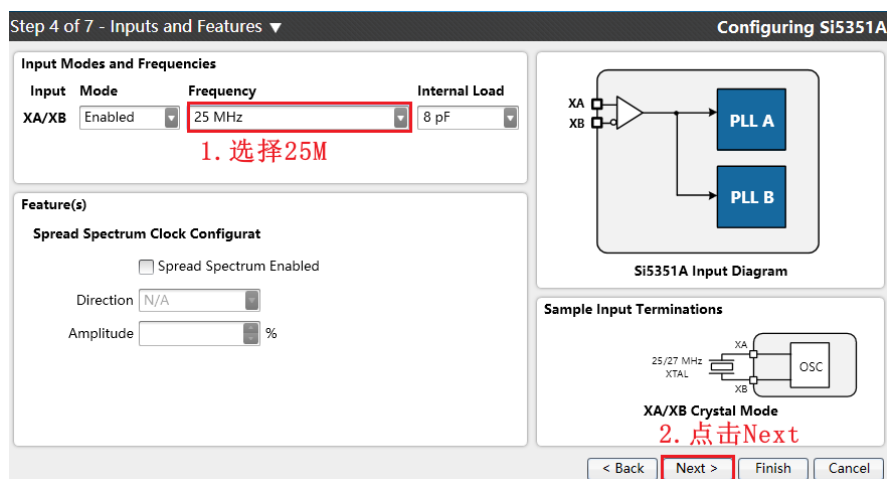 Step 4 of 7 - Inputs and Features ▼
Configuring Si5351A
Input Modes and Frequencies
Input Mode Frequency Internal Load
XA/XB Enabled 25 MHz 8 pF
1. 选择25M
Feature(s)
Spread Spectrum Clock Configurat
Spread Spectrum Enabled
Direction N/A
Amplitude %
XA
XB
PLL A
PLL B
Si5351A Input Diagram
Sample Input Terminations
XA
25/27 MHz
XTAL
OSC
XB
XA/XB Crystal Mode
2. 点击Next
< Back Next > Finish Cancel